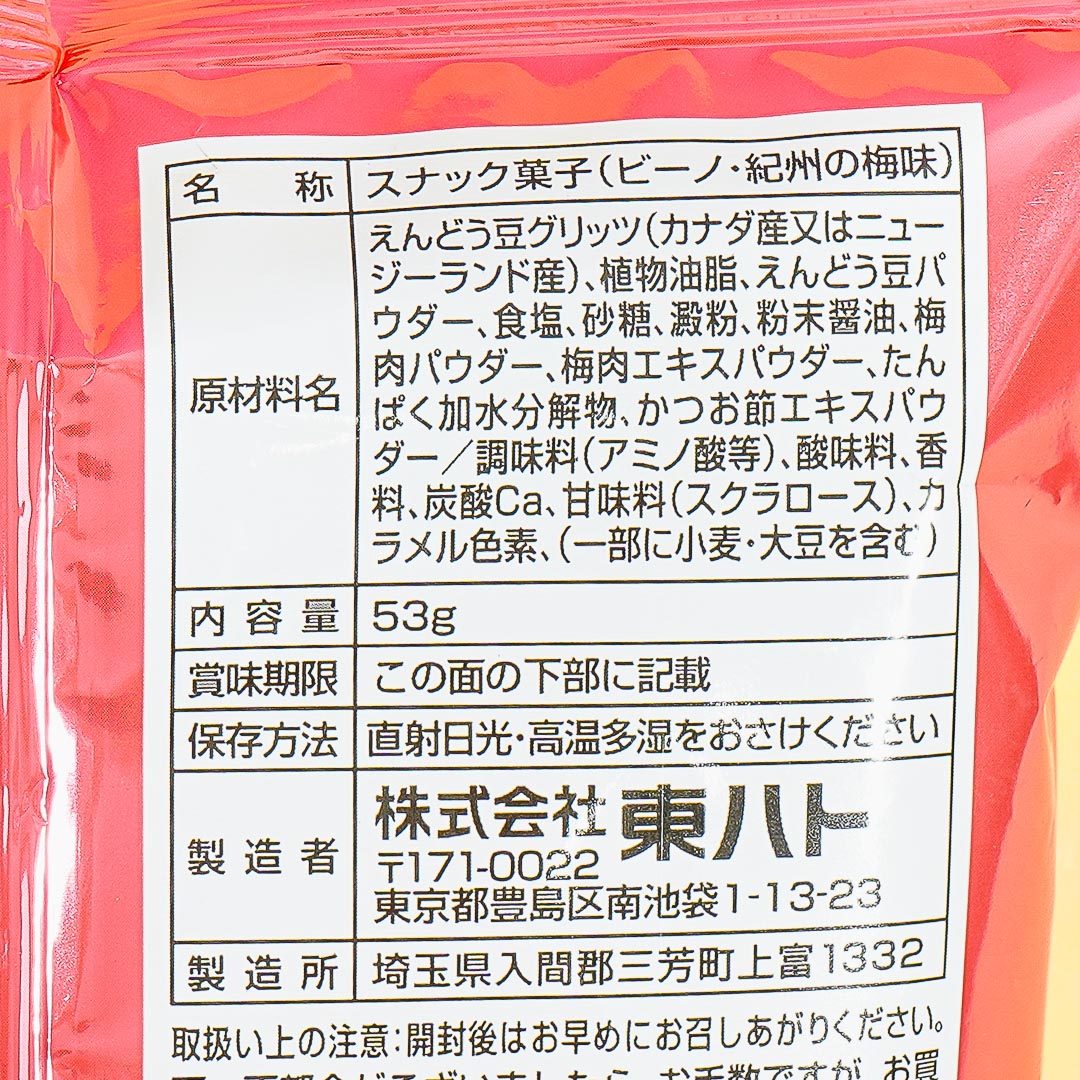 名称 スナック菓子(ビーノ・紀州の梅味)
原材料名
えんどう豆グリッツ(カナダ産又はニュー
ジーランド産)、植物油脂、えんどう豆パ
ウダー、食塩、砂糖、澱粉、粉末醤油、梅
肉パウダー、梅肉エキスパウダー、たん
ぱく加水分解物、かつお節エキスパウ
ダー/調味料(アミノ酸等)、酸味料、香
料、炭酸Ca、甘味料(スクラロース)、カ
ラメル色素、(一部に小麦・大豆を含む)
内容量 53g
賞味期限 この面の下部に記載
保存方法 直射日光・高温多湿をおさけください
製造者
株式会社東ハト
〒171-0022
東京都豊島区南池袋1-13-23
製造所 埼玉県入間郡三芳町上富1332
取扱い上の注意:開封後はお早めにお召しあがりください。
お手数ですが、お買